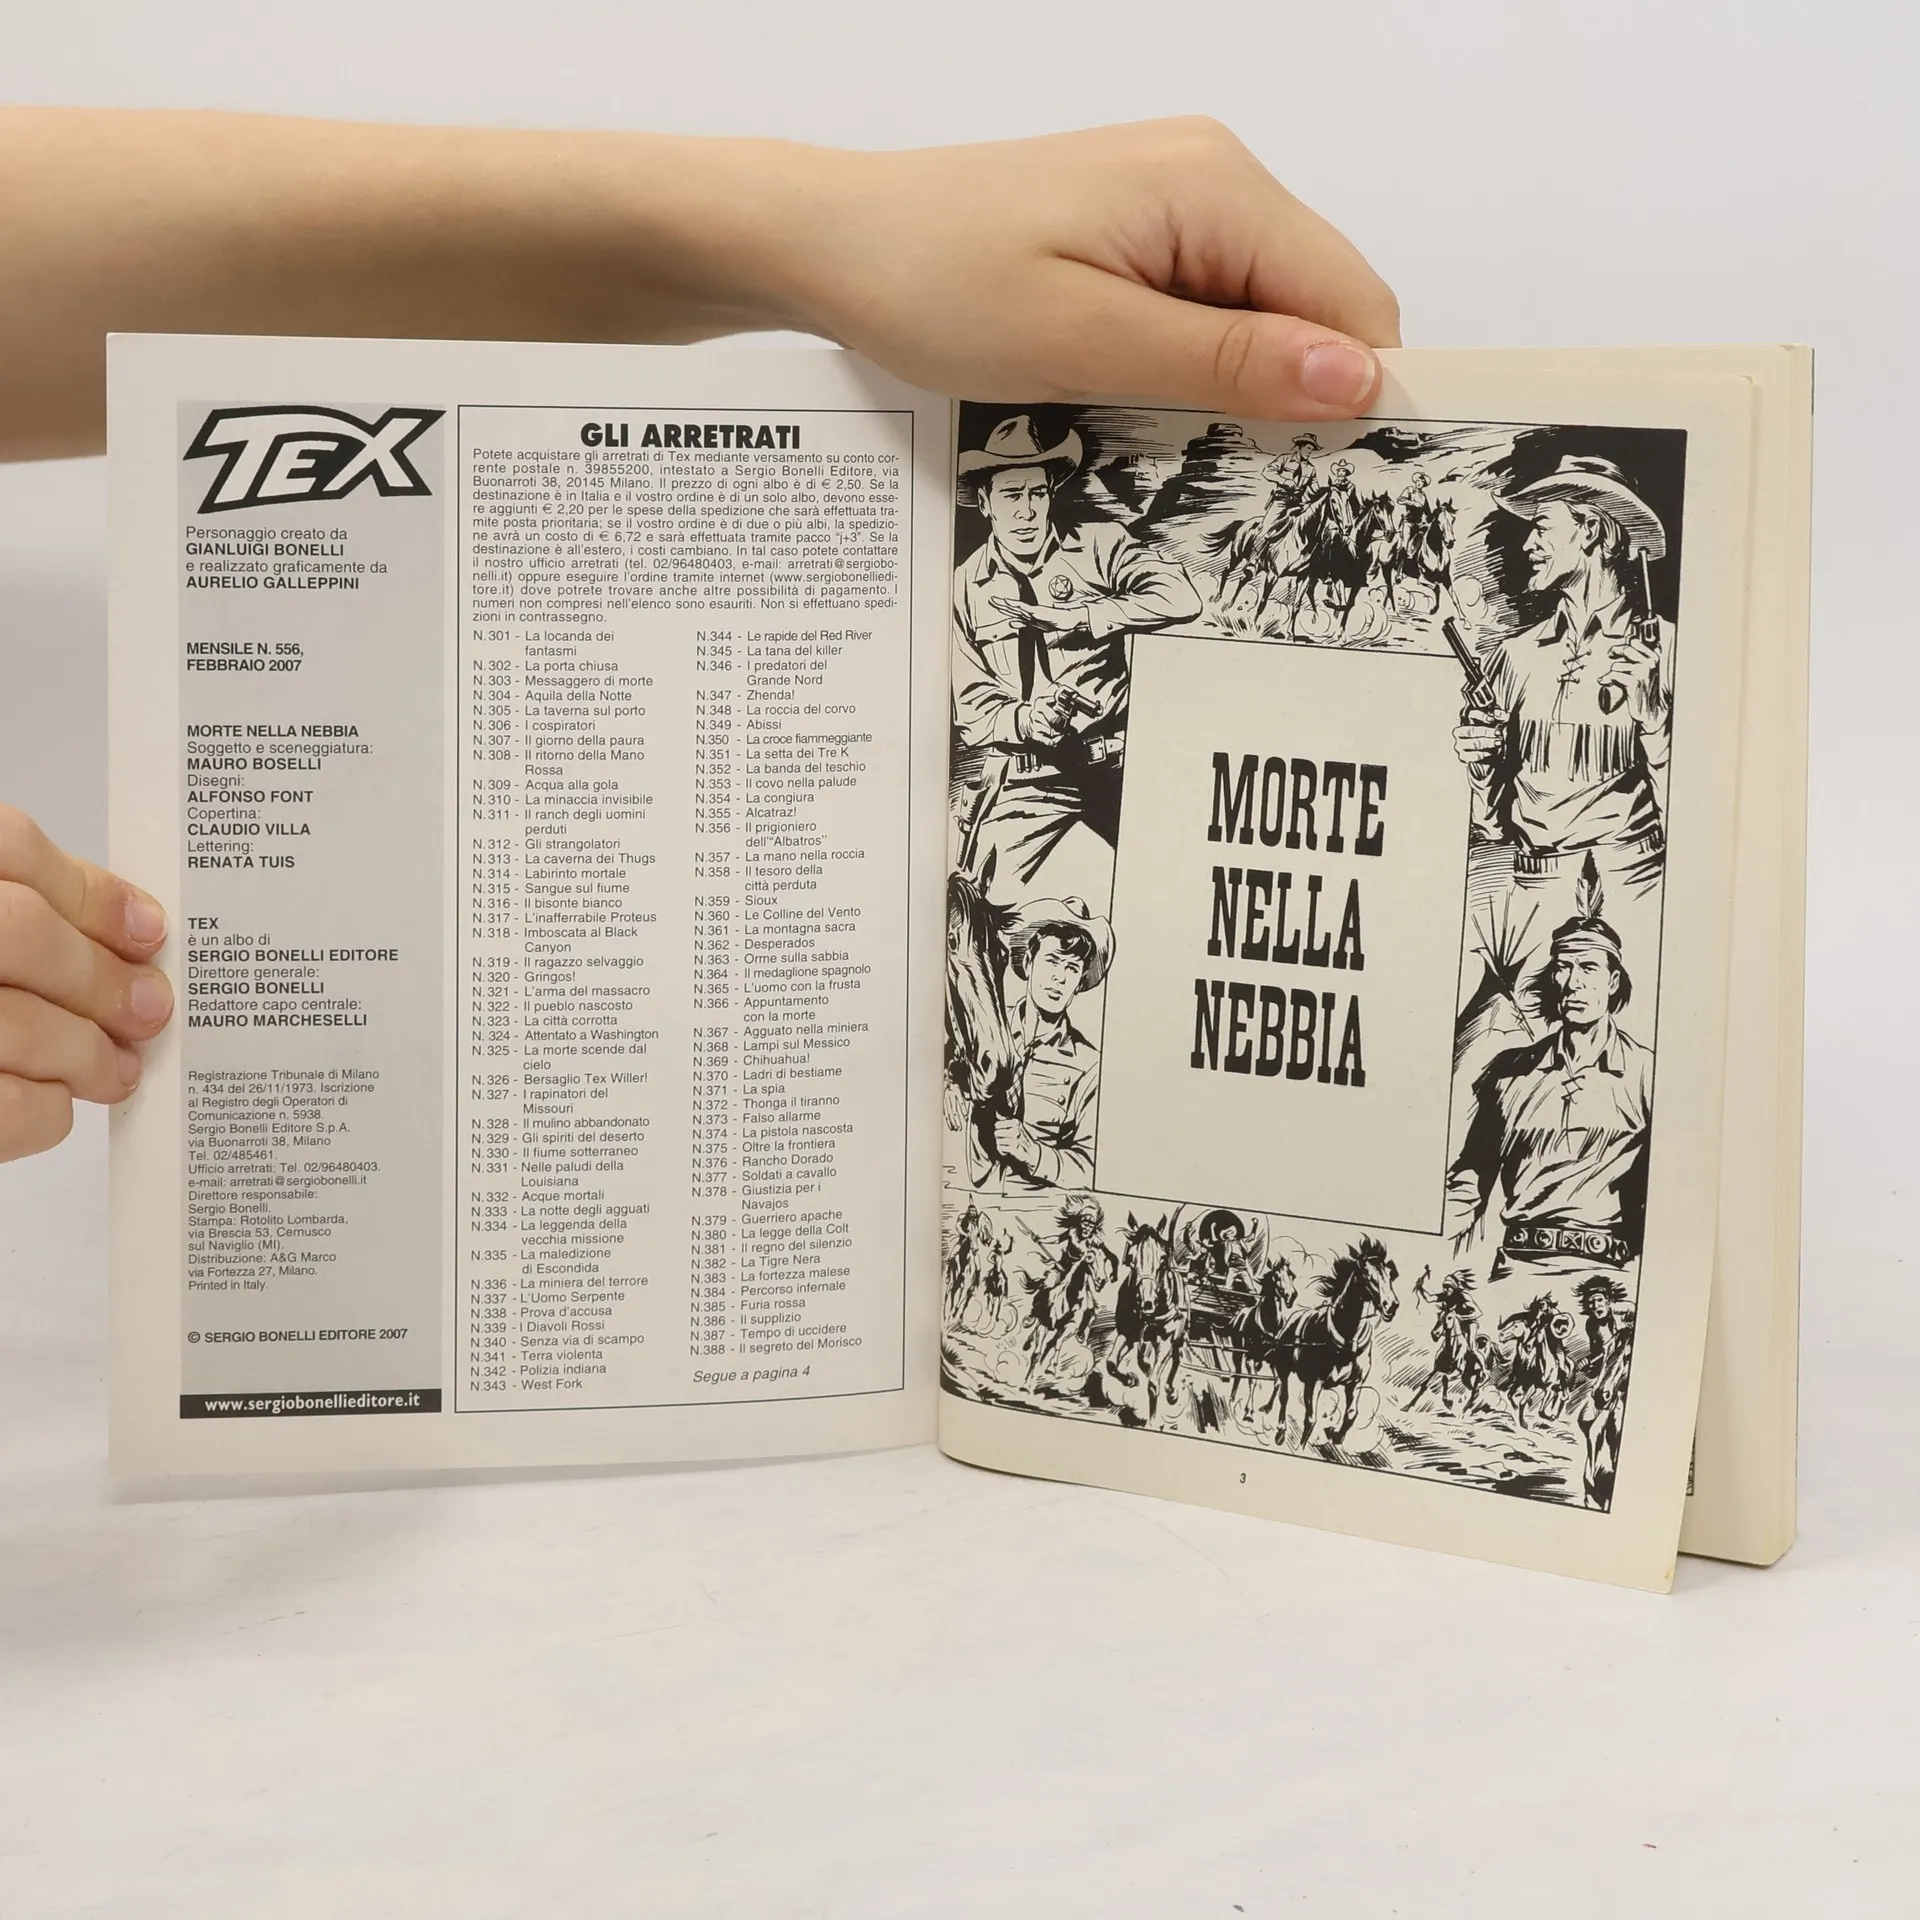 TEX
Personaggio creato da
GIANLUIGI BONELLI
e realizzato graficamente da
AURELIO GALLEPPINI
MENSILE N. 556,
FEBBRAIO 2007
MORTE NELLA NEBBIA
Soggetto e sceneggiatura:
MAURO BOSELLI
Disegni:
ALFONSO FONT
Copertina:
CLAUDIO VILLA
Lettering:
RENATA TUIS
TEX
è un albo di
SERGIO BONELLI EDITORE
Direttore generale:
SERGIO BONELLI
Redattore capo centrale:
MAURO MARCHESELLI
Registrazione Tribunale di Milano
n. 434 del 26/11/1973. Iscrizione
al Registro degli Operatori di
Comunicazione n. 5938.
Sergio Bonelli Editore S.p.A.
via Buonarroti 38, Milano
Tel. 02/485461.
Ufficio arretrati: Tel. 02/96480403.
e-mail: arretrati@sergiobonelli.it
Direttore responsabile:
Sergio Bonelli.
Stampa: Rotolito Lombarda,
via Brescia 53, Cernusco
sul Naviglio (MI).
Distribuzione: A&G Marco
via Fortezza 27, Milano.
Printed in Italy.
© SERGIO BONELLI EDITORE 2007
www.sergiobonellieditore.it
GLI ARRETRATI
Potete acquistare gli arretrati di Tex mediante versamento su conto cor-
rente postale n. 39855200, intestato a Sergio Bonelli Editore, via
Buonarroti 38, 20145 Milano. Il prezzo di ogni albo è di € 2,50. Se la
destinazione è in Italia e il vostro ordine è di un solo albo, devono esse-
re aggiunti € 2,20 per le spese della spedizione che sarà effettuata tra-
mite posta prioritaria; se il vostro ordine è di due o più albi, la spedizio-
ne avrà un costo di € 6,72 e sarà effettuata tramite pacco “j+3”. Se la
destinazione è all'estero, i costi cambiano. In tal caso potete contattare
il nostro ufficio arretrati (tel. 02/96480403, e-mail: arretrati@sergiobo-
nelli.it) oppure eseguire l'ordine tramite internet (www.sergiobonelliedi-
tore.it) dove potrete trovare anche altre possibilità di pagamento. I
numeri non compresi nell'elenco sono esauriti. Non si effettuano spedi-
zioni in contrassegno.
N.301 - La locanda dei
fantasmi
N.302 - La porta chiusa
N.303 - Messaggero di morte
N.304 - Aquila della Notte
N.305 - La taverna sul porto
N.306 - I cospiratori
N.307 - Il giorno della paura
N.308 - Il ritorno della Mano
Rossa
N.309 - Acqua alla gola
N.310 - La minaccia invisibile
N.311 - Il ranch degli uomini
perduti
N.312 - Gli strangolatori
N.313 - La caverna dei Thugs
N.314 - Labirinto mortale
N.315 - Sangue sul fiume
N.316 - Il bisonte bianco
N.317 - L'inafferrabile Proteus
N.318 - Imboscata al Black
Canyon
N.319 - Il ragazzo selvaggio
N.320 - Gringos!
N.321 - L'arma del massacro
N.322 - Il pueblo nascosto
N.323 - La città corrotta
N. 324 - Attentato a Washington
N.325 - La morte scende dal
cielo
N.326 - Bersaglio Tex Willer!
N.327 - I rapinatori del
Missouri
N.328 - Il mulino abbandonato
N.329 - Gli spiriti del deserto
N.330 - Il fiume sotterraneo
N.331 - Nelle paludi della
Louisiana
N.332 - Acque mortali
N.333 - La notte degli agguati
N.334 - La leggenda della
vecchia missione
N.335 - La maledizione
di Escondida
N.336 - La miniera del terrore
N.337 - L'Uomo Serpente
N.338 - Prova d'accusa
N.339 - I Diavoli Rossi
N.340 - Senza via di scampo
N.341 - Terra violenta
N.342 - Polizia indiana
N.343 - West Fork
N.344 - Le rapide del Red River
N.345 - La tana del killer
N.346 - I predatori del
Grande Nord
N.347 - Zhenda!
N.348 - La roccia del corvo
N.349 - Abissi
N.350 - La croce fiammeggiante
N.351 - La setta dei Tre K
N.352 - La banda del teschio
N.353 - Il covo nella palude
N.354 - La congiura
N.355 - Alcatraz!
N.356 - Il prigioniero
dell'“Albatros”
N.357 - La mano nella roccia
N.358 - Il tesoro della
città perduta
N.359 - Sioux
N.360 - Le Colline del Vento
N.361 - La montagna sacra
N.362 - Desperados
N.363 - Orme sulla sabbia
N.364 - Il medaglione spagnolo
N.365 - L'uomo con la frusta
N.366 - Appuntamento
con la morte
N.367 - Agguato nella miniera
N.368 - Lampi sul Messico
N.369 - Chihuahua!
N.370 - Ladri di bestiame
N.371 - La spia
N.372 - Thonga il tiranno
N.373 - Falso allarme
N.374 - La pistola nascosta
N.375 - Oltre la frontiera
N.376 - Rancho Dorado
N.377 - Soldati a cavallo
N.378 - Giustizia per i
Navajos
N.379 - Guerriero apache
N.380 - La legge della Colt
N.381 - Il regno del silenzio
N.382 - La Tigre Nera
N.383 - La fortezza malese
N.384 - Percorso infernale
N.385 - Furia rossa
N.386 - Il supplizio
N.387 - Tempo di uccidere
N.388 - Il segreto del Morisco
Segue a pagina 4
MORTE
NELLA
NEBBIA
3